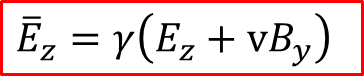 Ē_z = γ(E_z + vB_y)